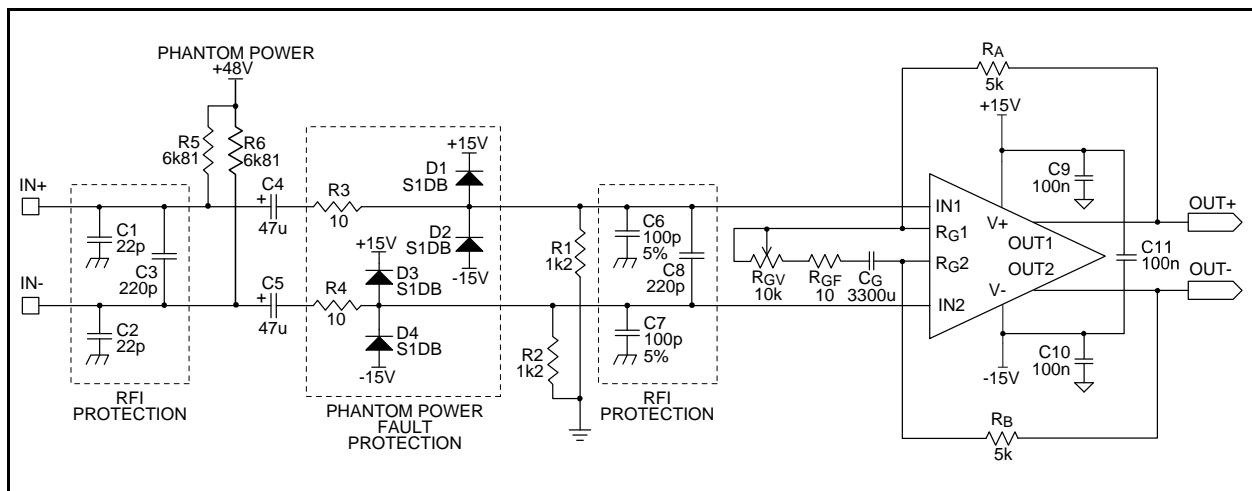 PHANTOM POWER
+48V
R5
6k81
R6
6k81
IN+
C1
22p
C3
220p
IN-
C2
22p
RFI
PROTECTION
C4
+
47u
C5
+
47u
R3
10
R4
10
+15V
D1
S1DB
D2
S1DB
-15V
+15V
D3
S1DB
D4
S1DB
-15V
PHANTOM POWER
FAULT
PROTECTION
R1
1k2
R2
1k2
C6
100p
5%
C8
220p
C7
100p
5%
RFI
PROTECTION
RGV
10k
RGF
10
CG
3300u
RA
5k
+15V
C9
100n
IN1
RG1
RG2
IN2
V+
OUT1
OUT2
V-
C11
100n
C10
100n
-15V
RB
5k
OUT+
OUT-